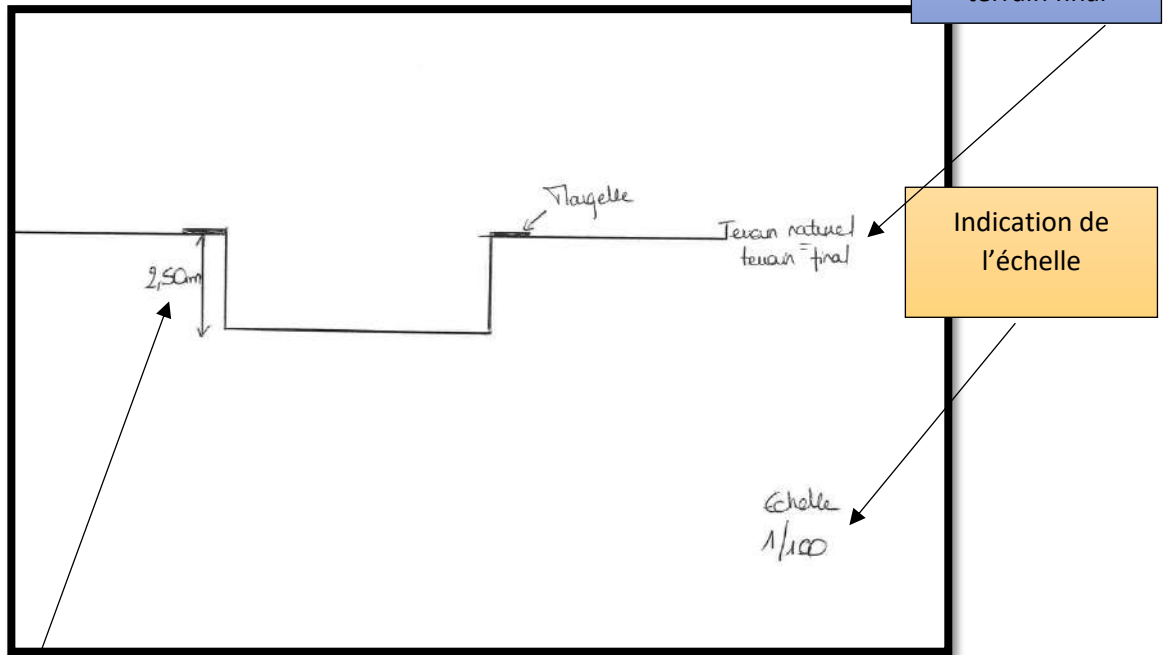 terrain final
Margelle
Terrain naturel
=
terrain final
Indication de
l'échelle
2,50m
Echelle
1/100